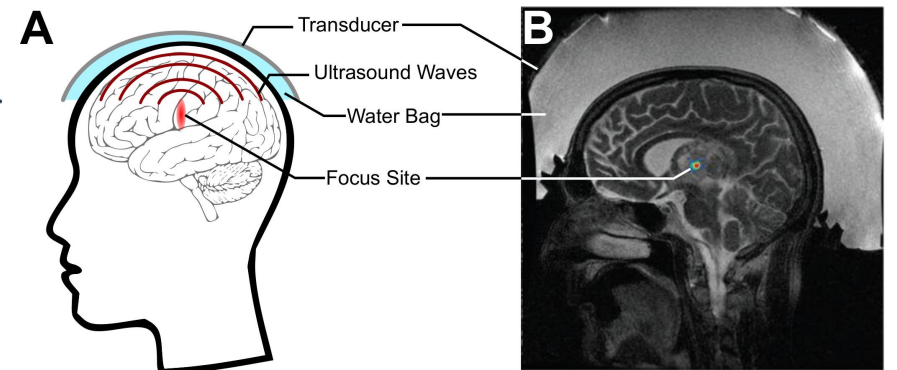 A
B
Transducer
Ultrasound Waves
Water Bag
Focus Site